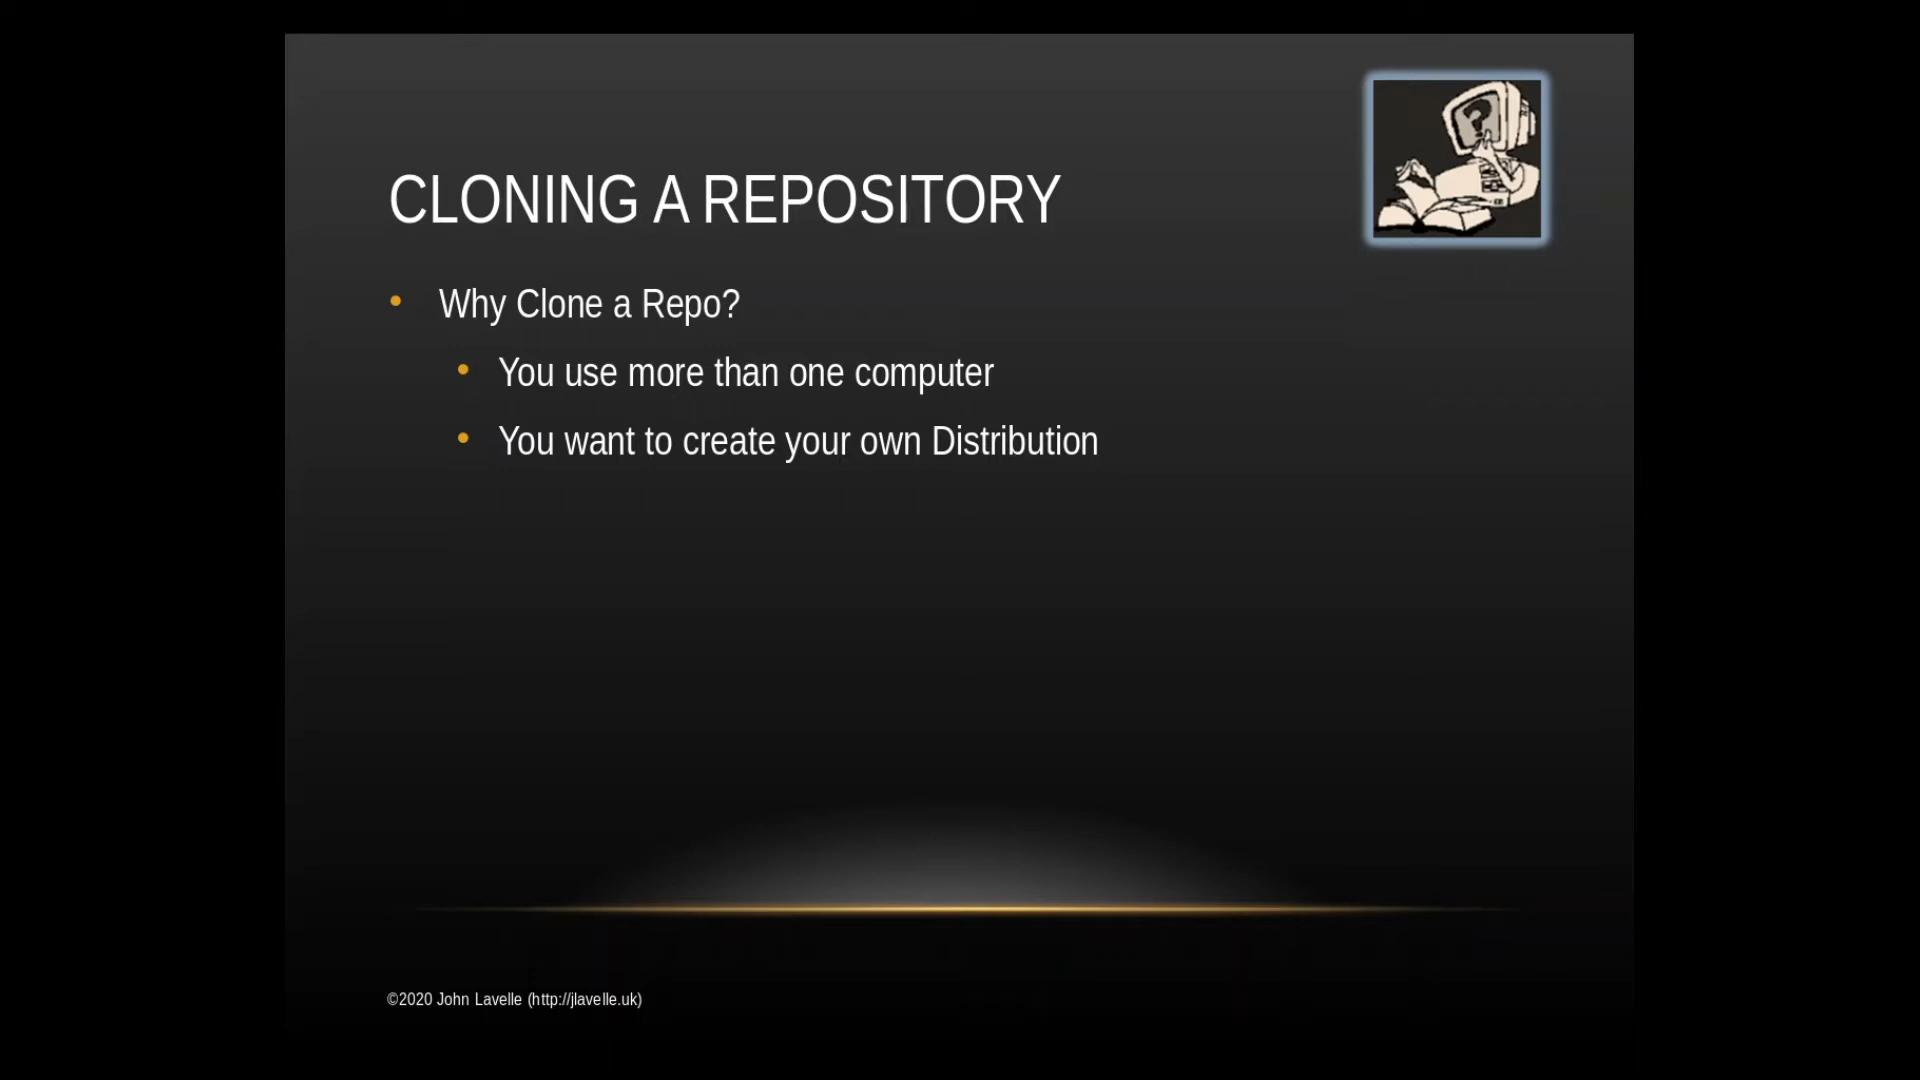 CLONING A REPOSITORY
Why Clone a Repo?
You use more than one computer
You want to create your own Distribution
©2020 John Lavelle (http://jlavelle.uk)